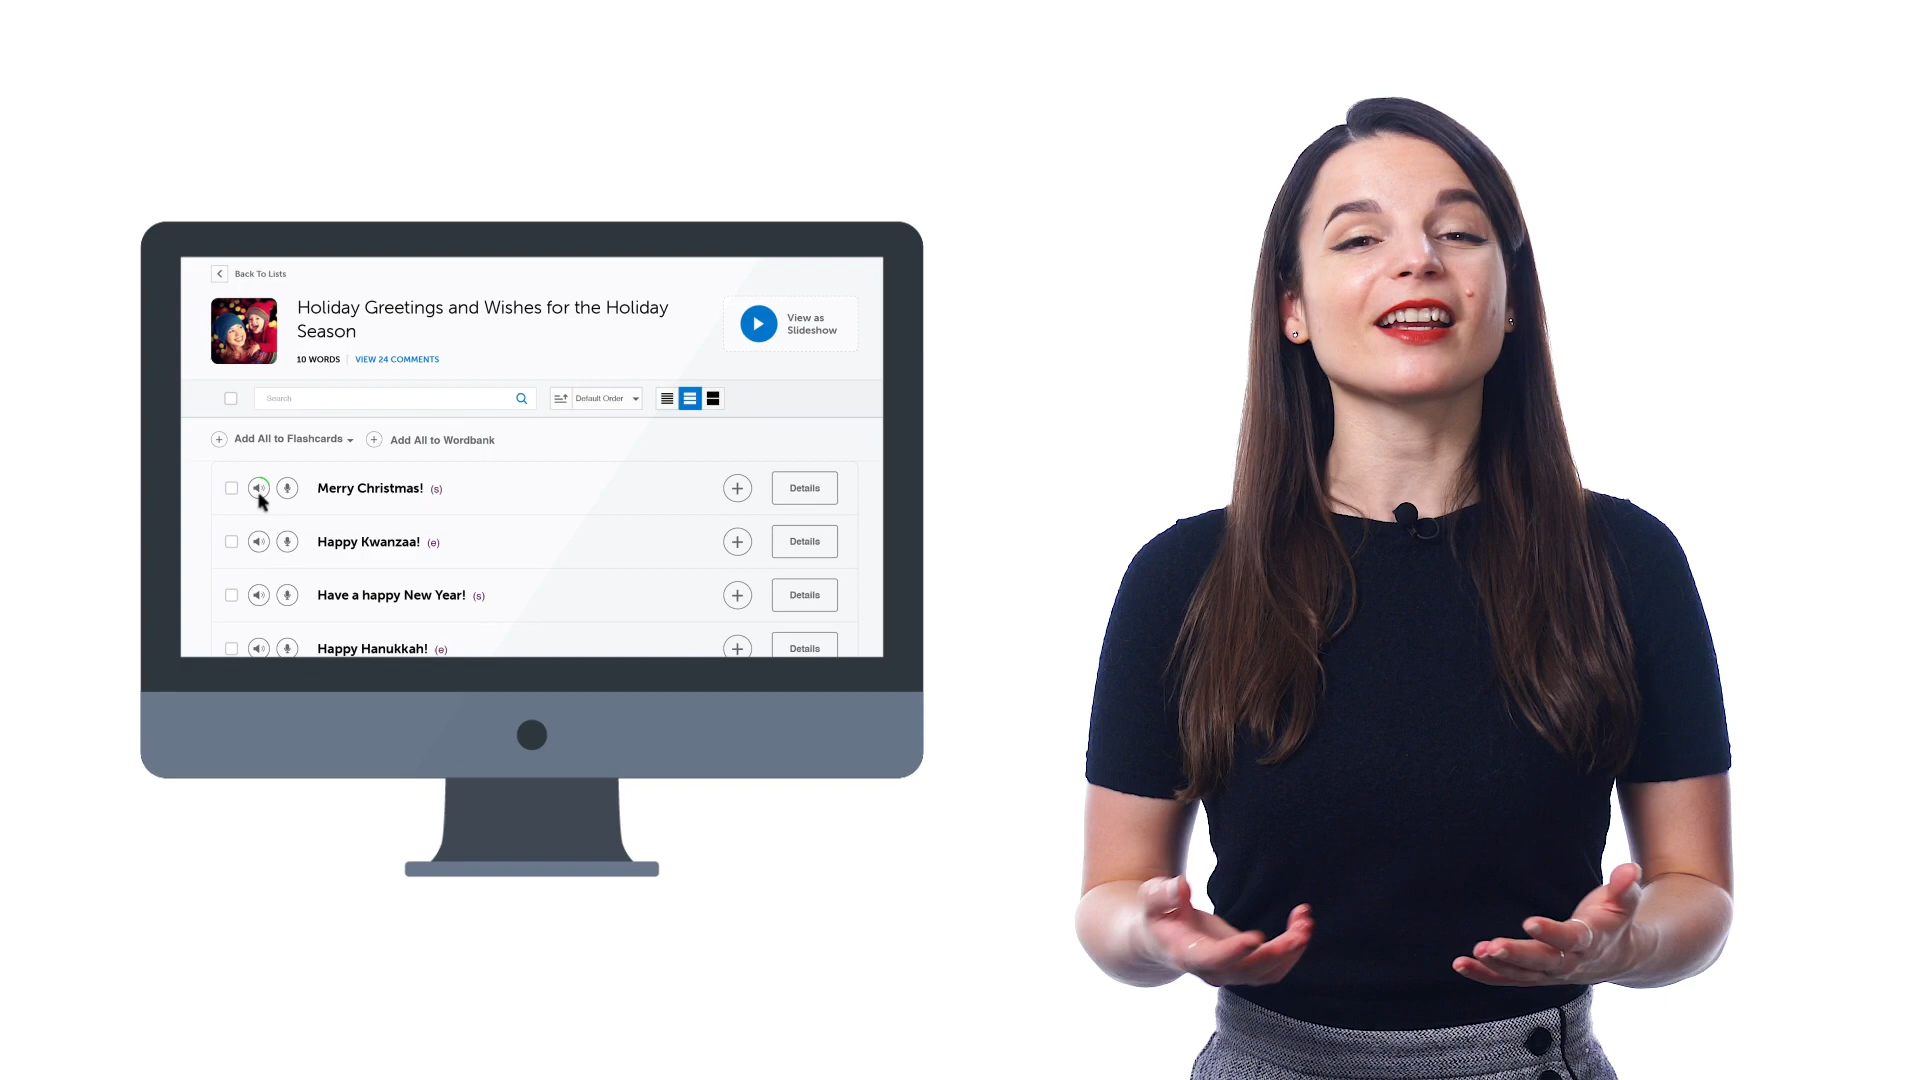 Back To Lists
Holiday Greetings and Wishes for the Holiday
Season
10 WORDS VIEW 24 COMMENTS
View as
Slideshow
Search
Default Order
Add All to Flashcards
Add All to Wordbank
Merry Christmas! (s)
Details
Happy Kwanzaa! (e)
Details
Have a happy New Year! (s)
Details
Happy Hanukkah! (e)
Details